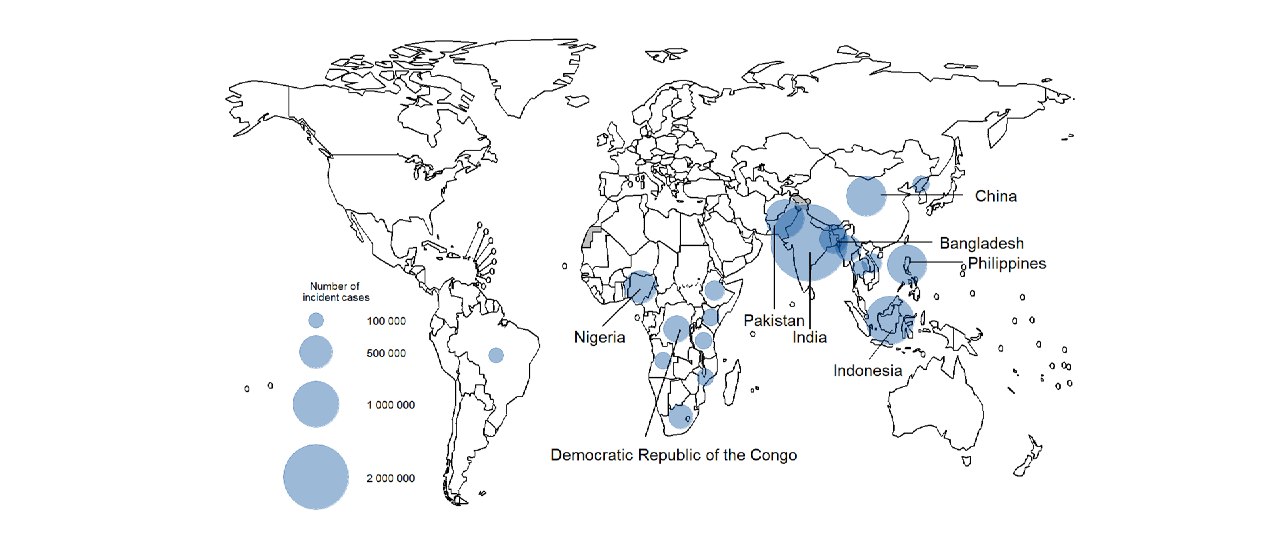 China
Bangladesh
Philippines
Number of
incident cases
100 000
500 000
1 000 000
2 000 000
Nigeria
Pakistan
India
Indonesia
Democratic Republic of the Congo